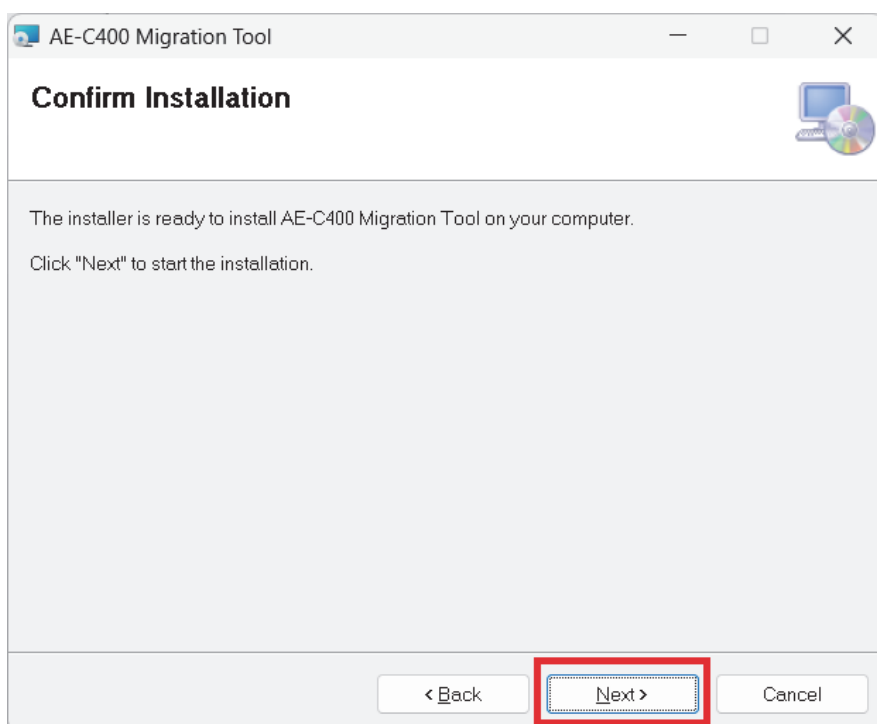 AE-C400 Migration Tool
Confirm Installation
The installer is ready to install AE-C400 Migration Tool on your computer.
Click "Next" to start the installation.
< Back
Next >
Cancel